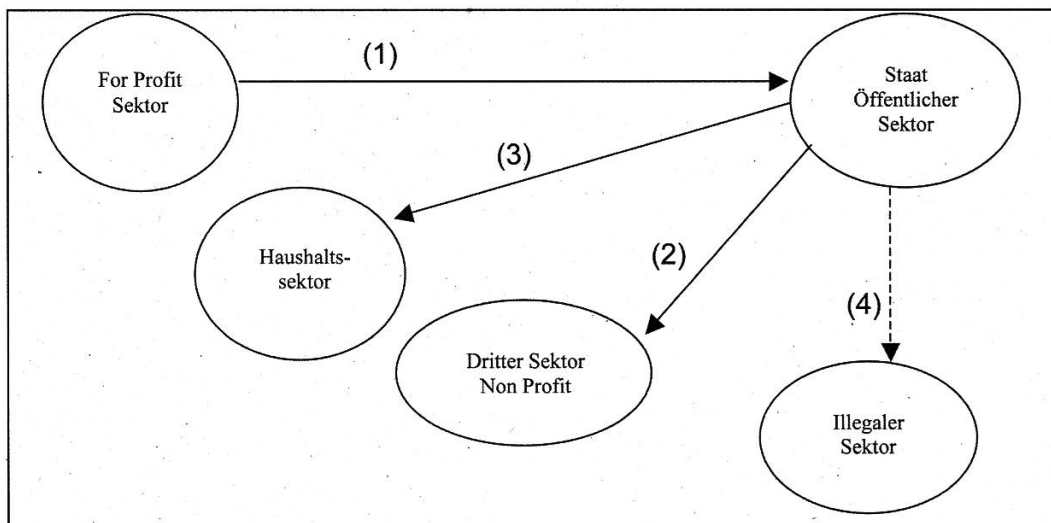 (1)
For Profit
Sektor
Staat
Öffentlicher
Sektor
(3)
Haushalts-
sektor
(2)
(4)
Dritter Sektor
Non Profit
Illegaler
Sektor